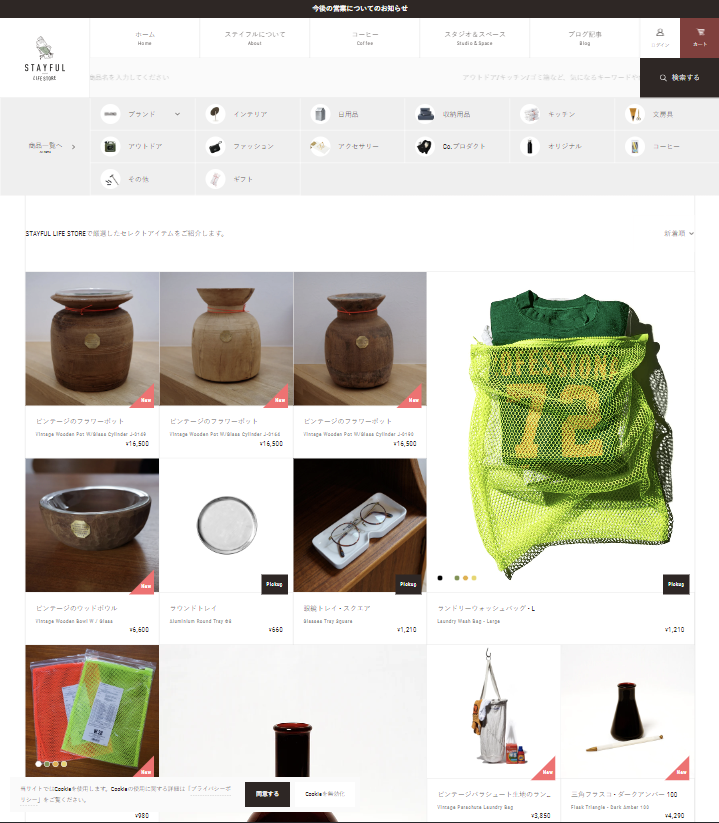 今後の営業についてのお知らせ
STAYFUL
LIFE STORE
ホーム
Home
ステイフルについて
About
コーヒー
Coffee
スタジオ&スペース
Studio & Space
ブログ記事
Blog
ログイン
カート
商品名を入力してください
アウトドア/キッチン/ご飯など、気になるキーワードや
検索する
商品一覧へ
ブランド
インテリア
日用品
収納用品
キッチン
文房具
アウトドア
ファッション
アクセサリー
Co.プロダクト
オリジナル
コーヒー
その他
ギフト
STAYFUL LIFE STOREで厳選したセレクトアイテムをご紹介します。
新着順
New
New
New
ビンテージのフラワーポット
Vintage Wooden Pot W/Glass Cylinder J-0169
¥16,500
ビンテージのフラワーポット
Vintage Wooden Pot W/Glass Cylinder J-0160
¥16,500
ビンテージのフラワーポット
Vintage Wooden Pot W/Glass Cylinder J-0190
¥16,500
72
New
Pickup
Pickup
Pickup
ビンテージのウッドボウル
Vintage Wooden Bowl W / Glass
¥6,600
ラウンドトレイ
Aluminium Round Tray
¥660
眼鏡トレイ・スクエア
Glasses Tray Square
¥1,210
ランドリーウォッシュバッグ・L
Laundry Wash Bag - Large
¥1,210
New
New
New
ビンテージパラシュート生地のラン…
Vintage Parachute Laundry Bag
¥3,850
三角フラスコ・ダークアンバー 100
Flask Triangle - Dark Amber 100
¥4,290
当サイトではCookieを使用します。Cookieの使用に関する詳細は「プライバシーポ
リシー」をご覧ください。
同意する
Cookieを無効化
¥980